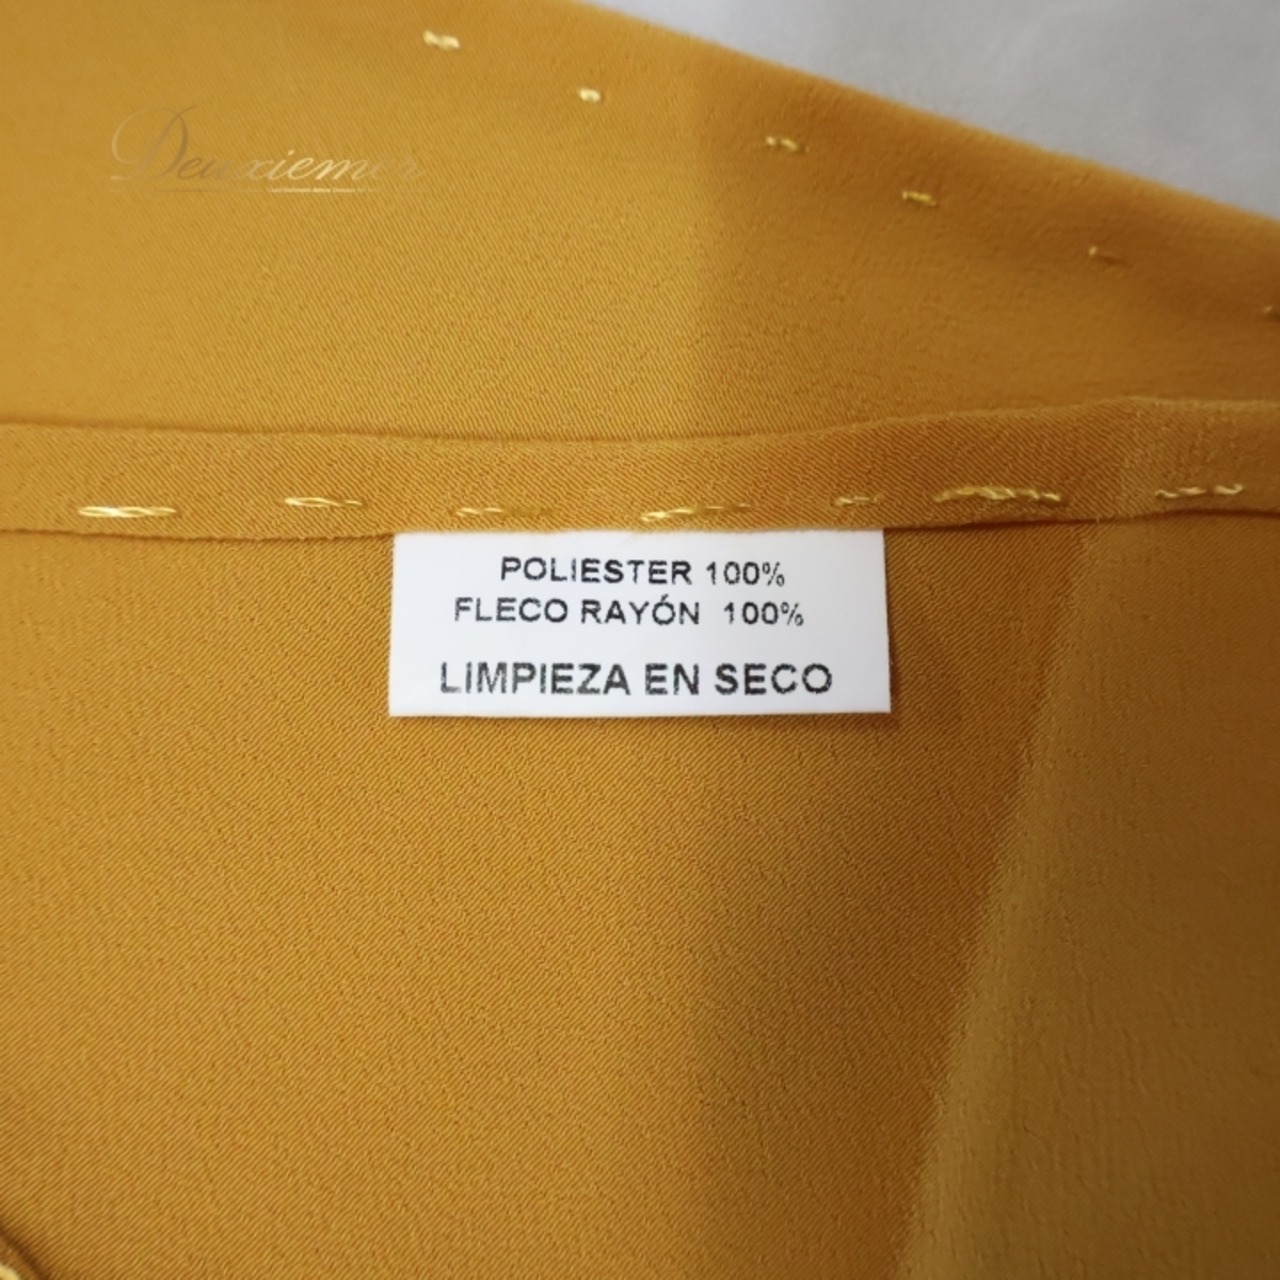 POLIESTER 100%
FLECO RAYÓN 100%
LIMPIEZA EN SECO